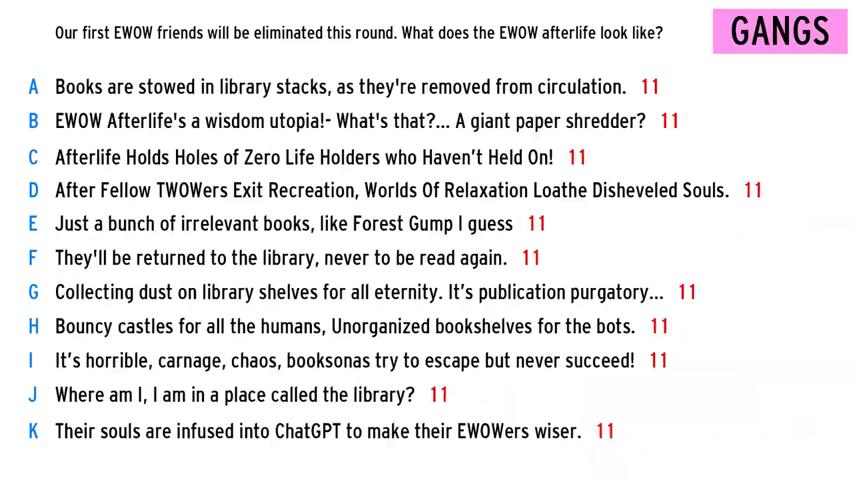 Our first EWOW friends will be eliminated this round. What does the EWOW afterlife look like?
GANGS
A Books are stowed in library stacks, as they're removed from circulation. 11
B EWOW Afterlife's a wisdom utopia!- What's that?... A giant paper shredder? 11
C Afterlife Holds Holes of Zero Life Holders who Haven't Held On! 11
D After Fellow TWOWers Exit Recreation, Worlds Of Relaxation Loathe Disheveled Souls. 11
E Just a bunch of irrelevant books, like Forest Gump I guess 11
F They'll be returned to the library, never to be read again. 11
G Collecting dust on library shelves for all eternity. It's publication purgatory... 11
H Bouncy castles for all the humans, Unorganized bookshelves for the bots. 11
I It's horrible, carnage, chaos, booksonas try to escape but never succeed! 11
J Where am I, I am in a place called the library? 11
K Their souls are infused into ChatGPT to make their EWOWers wiser. 11